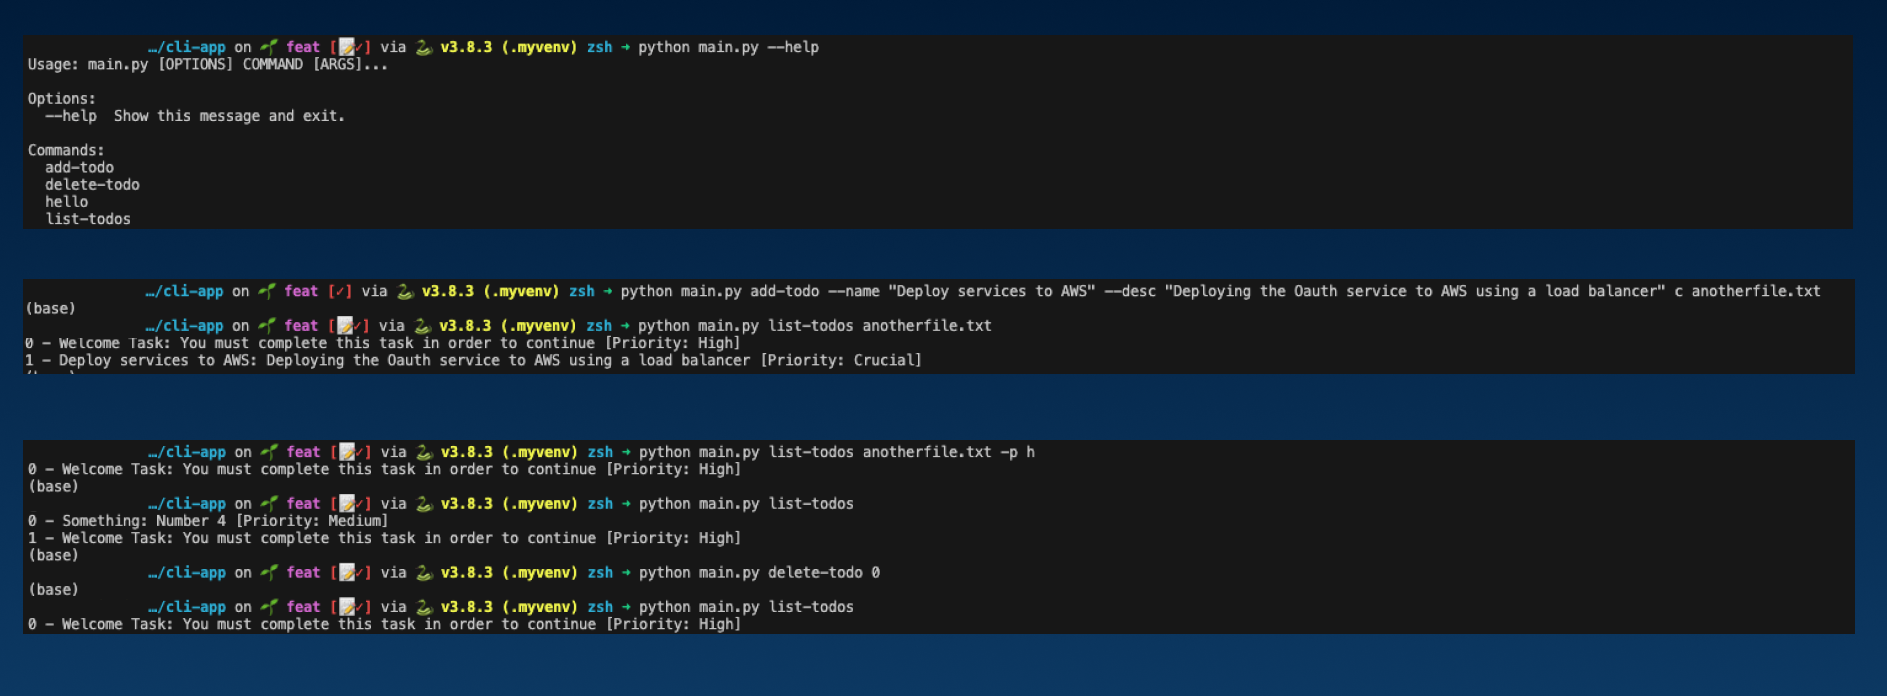 …/cli-app on 🌱 feat [📝✓] via 🐍 v3.8.3 (.myvenv) zsh → python main.py --help
Usage: main.py [OPTIONS] COMMAND [ARGS]...
Options:
--help  Show this message and exit.
Commands:
add-todo
delete-todo
hello
list-todos
…/cli-app on 🌱 feat [✓] via 🐍 v3.8.3 (.myvenv) zsh → python main.py add-todo --name "Deploy services to AWS" --desc "Deploying the Oauth service to AWS using a load balancer" c anotherfile.txt
(base)
…/cli-app on 🌱 feat [📝✓] via 🐍 v3.8.3 (.myvenv) zsh → python main.py list-todos anotherfile.txt
0 - Welcome Task: You must complete this task in order to continue [Priority: High]
1 - Deploy services to AWS: Deploying the Oauth service to AWS using a load balancer [Priority: Crucial]
…/cli-app on 🌱 feat [📝✓] via 🐍 v3.8.3 (.myvenv) zsh → python main.py list-todos anotherfile.txt -p h
0 - Welcome Task: You must complete this task in order to continue [Priority: High]
(base)
…/cli-app on 🌱 feat [📝✓] via 🐍 v3.8.3 (.myvenv) zsh → python main.py list-todos
0 - Something: Number 4 [Priority: Medium]
1 - Welcome Task: You must complete this task in order to continue [Priority: High]
(base)
…/cli-app on 🌱 feat [📝✓] via 🐍 v3.8.3 (.myvenv) zsh → python main.py delete-todo 0
(base)
…/cli-app on 🌱 feat [📝✓] via 🐍 v3.8.3 (.myvenv) zsh → python main.py list-todos
0 - Welcome Task: You must complete this task in order to continue [Priority: High]